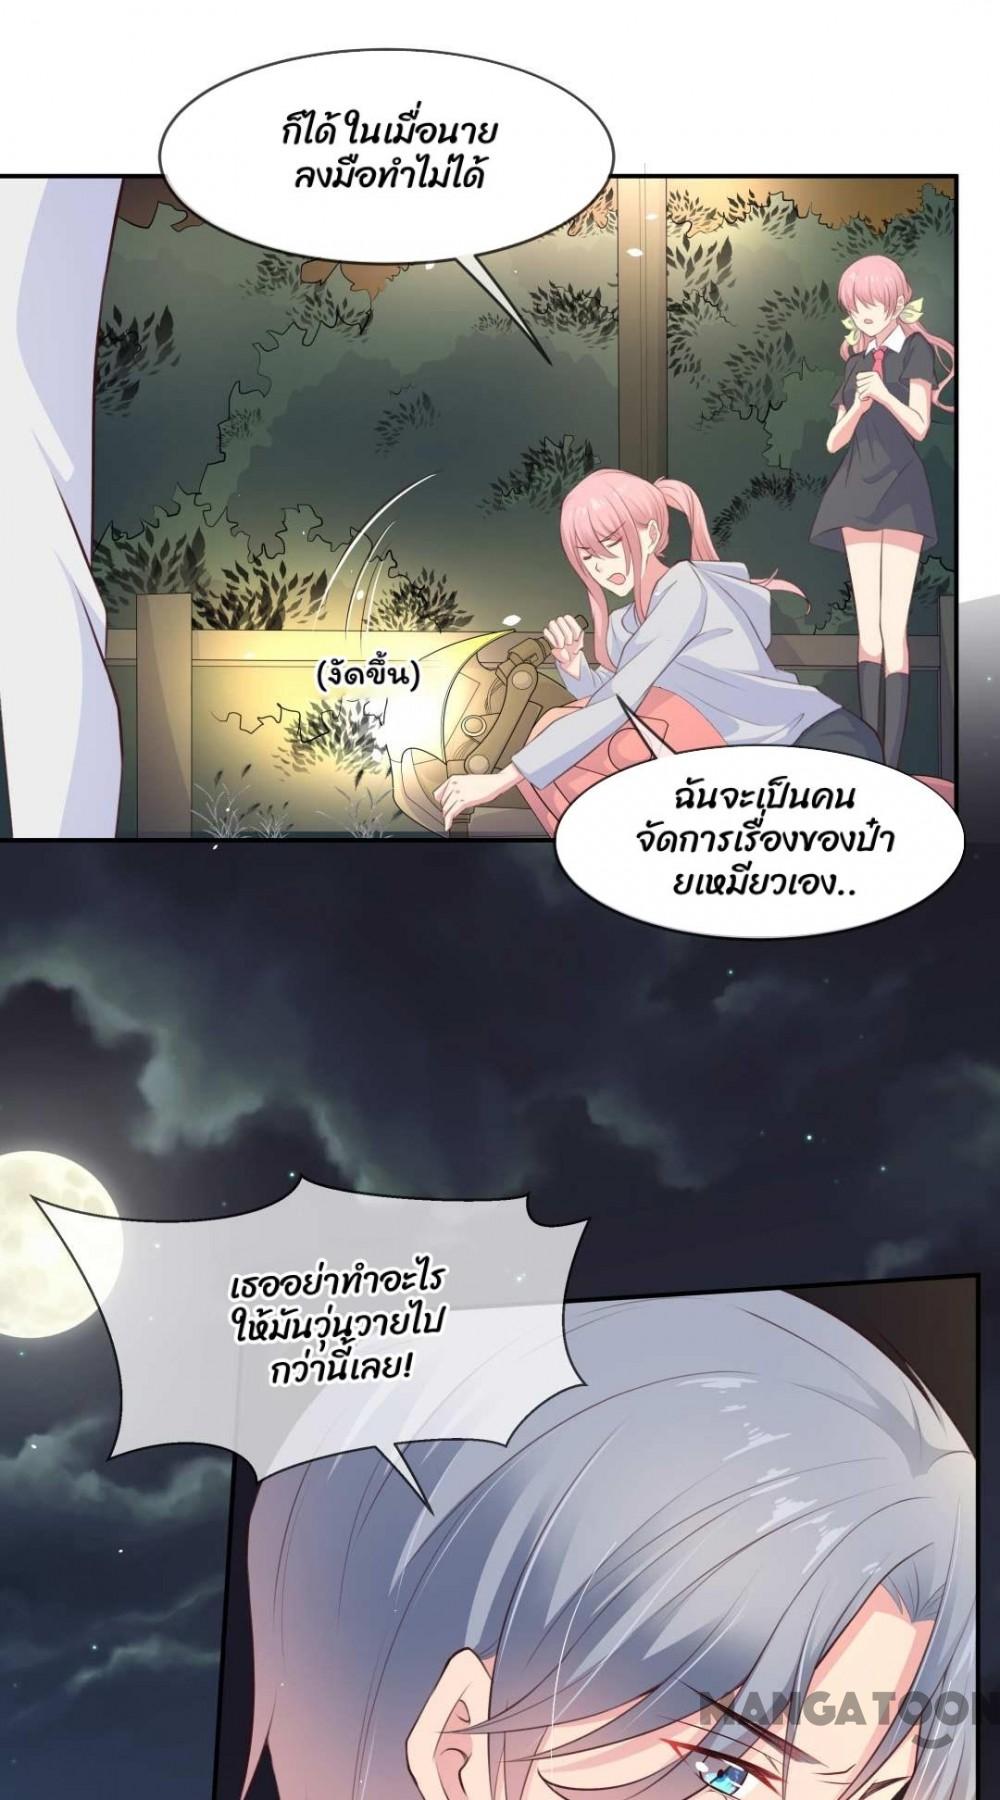 ก็ได้ ในเมื่อนาย
ลงมือทำไม่ได้
(งัดขึ้น)
ฉันจะเป็นคน
จัดการเรื่องของป๋า
ยเหมียวเอง..
เธออย่าทำอะไร
ให้มันวุ่นวายไป
กว่านี้เลย!
MANGATOON